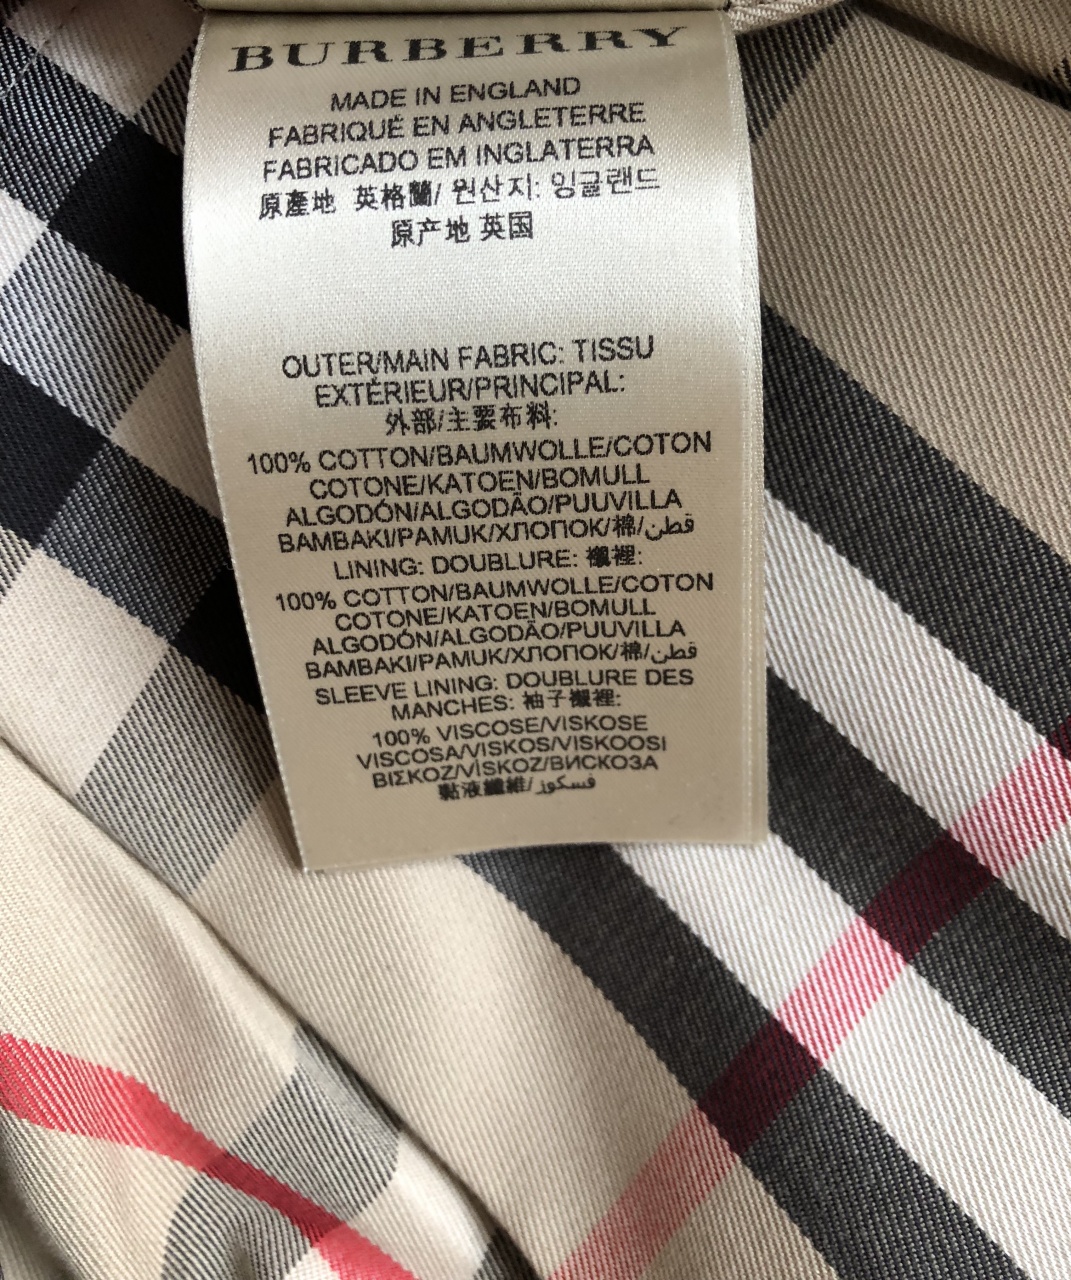 BURBERRY
MADE IN ENGLAND
FABRIQUÉ EN ANGLETERRE
FABRICADO EM INGLATERRA
原產地 英格蘭/ 원산지: 잉글랜드
原产地 英国
OUTER/MAIN FABRIC: TISSU
EXTÉRIEUR/PRINCIPAL:
外部/主要布料:
100% COTTON/BAUMWOLLE/COTON
COTONE/KATOEN/BOMULL
ALGODÓN/ALGODÃO/PUUVILLA
BAMBAKI/PAMUK/ХЛОПОК/棉/قطن
LINING: DOUBLURE: 襯裡:
100% COTTON/BAUMWOLLE/COTON
COTONE/KATOEN/BOMULL
ALGODÓN/ALGODÃO/PUUVILLA
BAMBAKI/PAMUK/ХЛОПОК/棉/قطن
SLEEVE LINING: DOUBLURE DES
MANCHES: 袖子襯裡:
100% VISCOSE/VISKOSE
VISCOSA/VISKOS/VISKOOSI
ΒΙΣΚΟΖ/VİSKOZ/ВИСКОЗА
黏液纖維/فسكوز